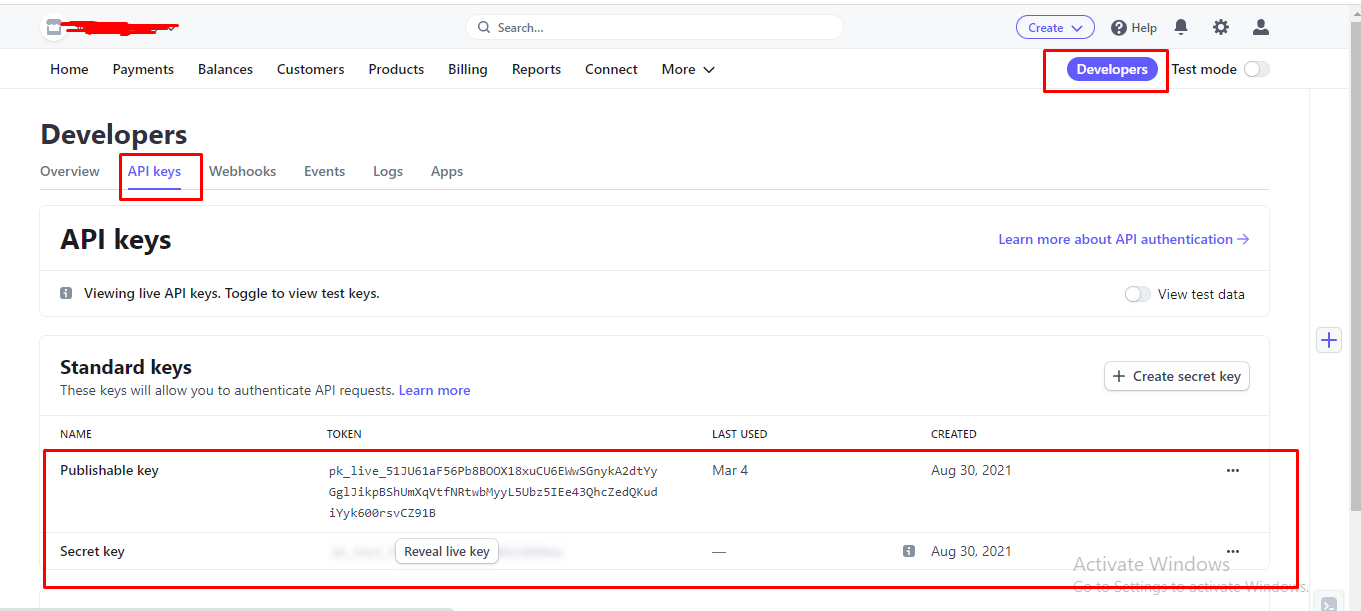 Search...
Create
Help
Home Payments Balances Customers Products Billing Reports Connect More
Developers Test mode
Developers
Overview API keys Webhooks Events Logs Apps
API keys
Learn more about API authentication →
Viewing live API keys. Toggle to view test keys.
View test data
Standard keys
These keys will allow you to authenticate API requests. Learn more
+ Create secret key
NAME TOKEN LAST USED CREATED
Publishable key pk_live_51JU61aF56Pb8BOOX18xuCU6EWwSGnykA2dtYy Mar 4 Aug 30, 2021 ...
GglJikpBShUmXqVtfNRtwbMyyL5Ubz5IEe43QhcZedQKud
iYyk600rsvCZ91B
Secret key Reveal live key — Aug 30, 2021 ...
Activate Windows
Go to Settings to activate Windows.